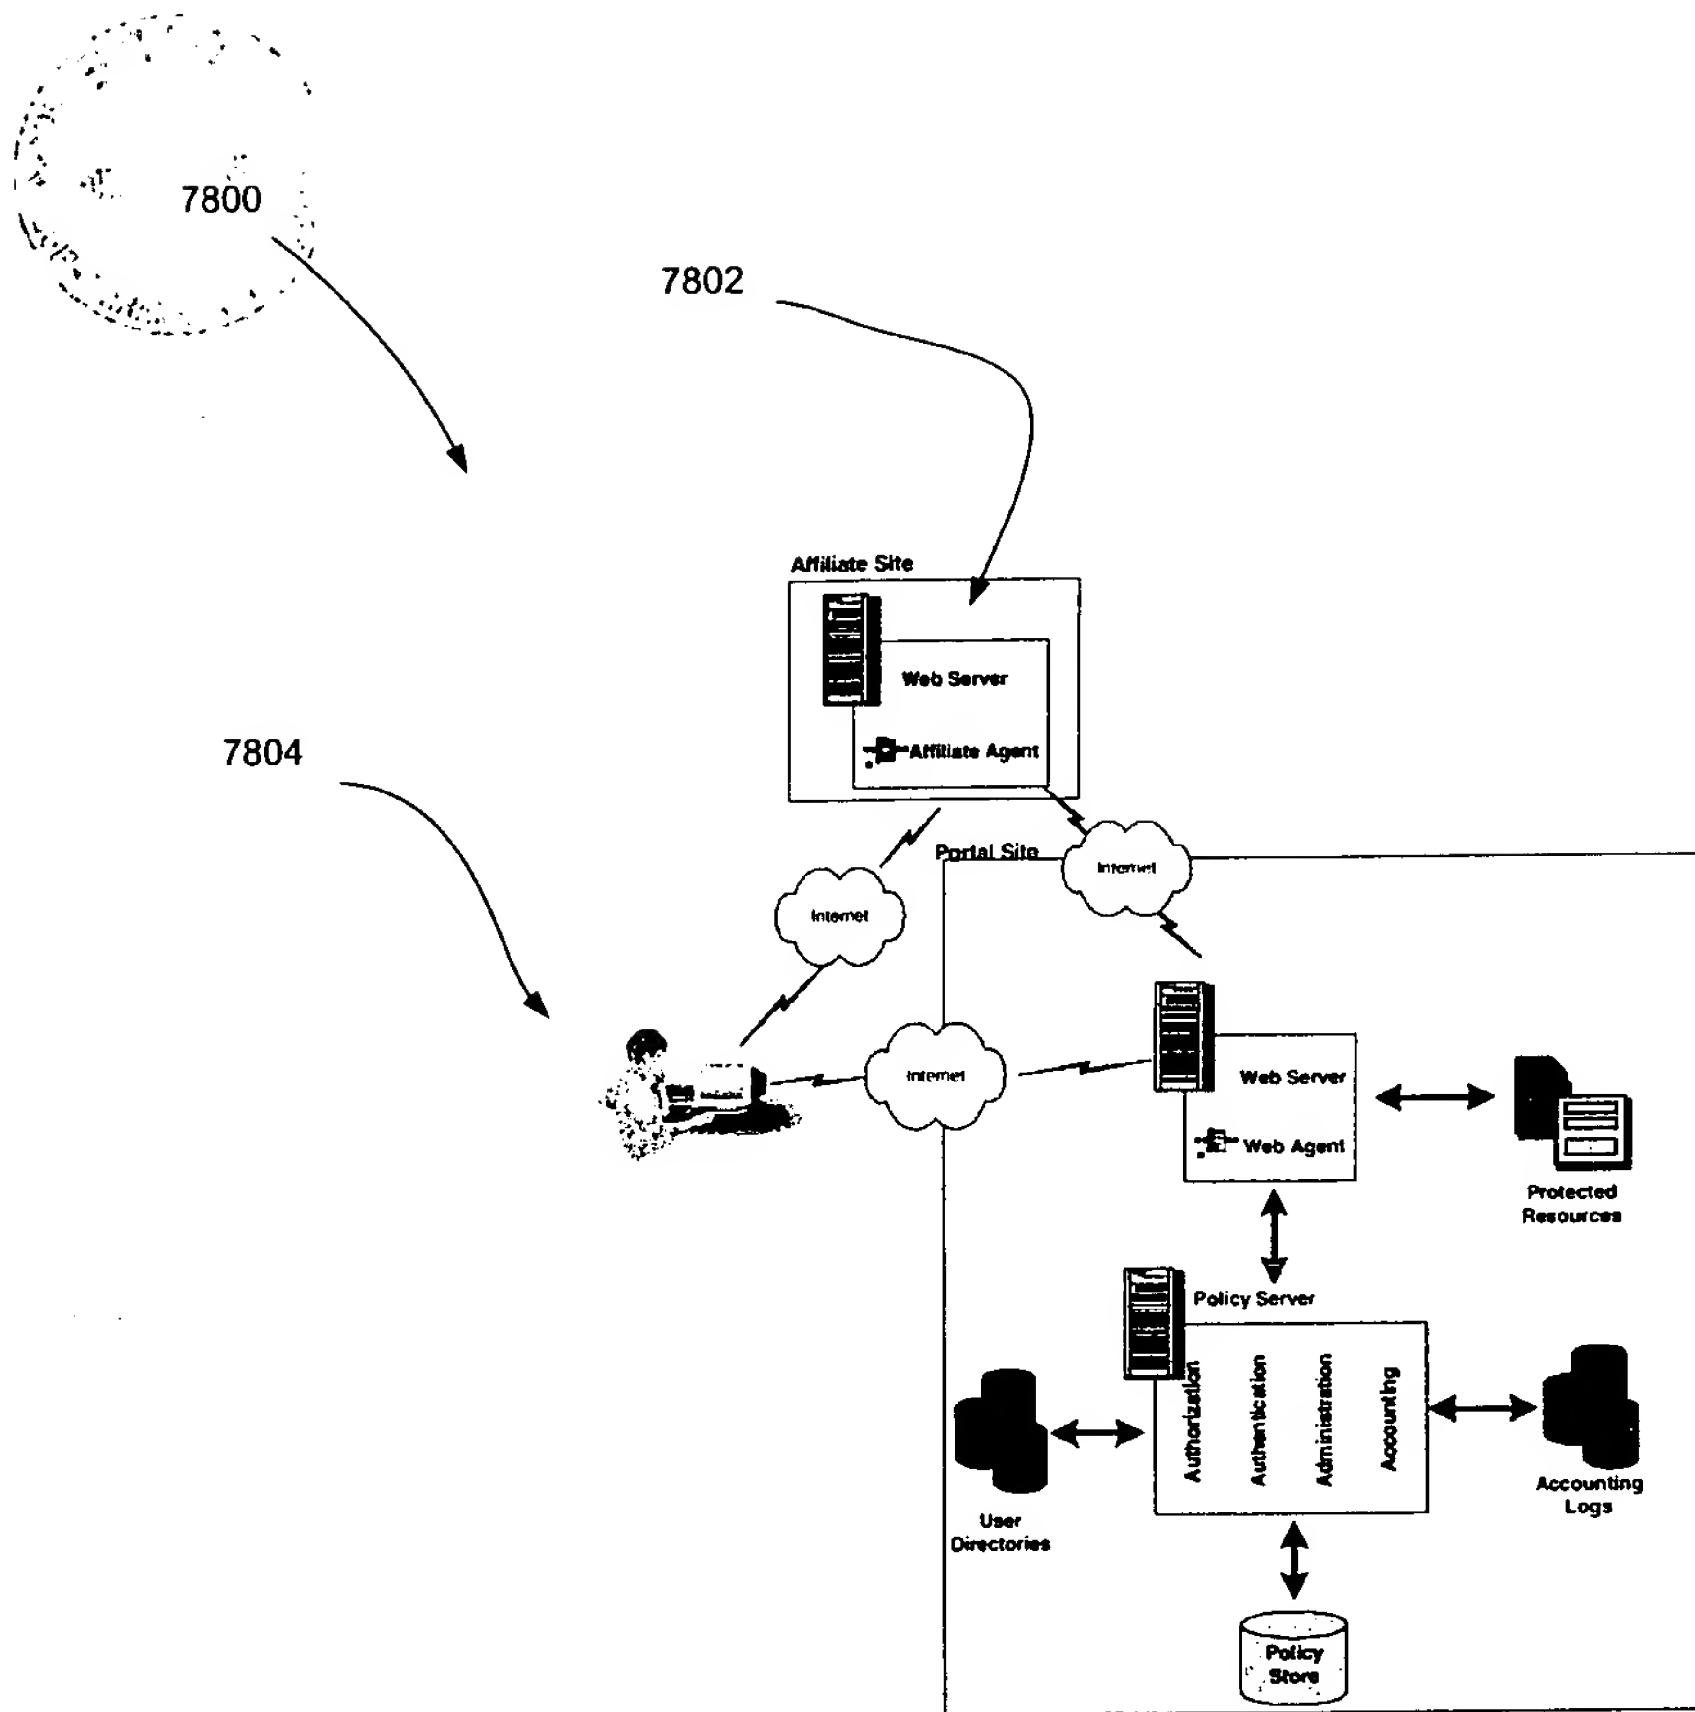 7800
7802
Affiliate Site
Web Server
Affiliate Agent
7804
Portal Site
Internet
Internet
Internet
Web Server
Web Agent
Protected
Resources
Policy Server
Authorization
Authentication
Administration
Accounting
User
Directories
Accounting
Logs
Policy
Store